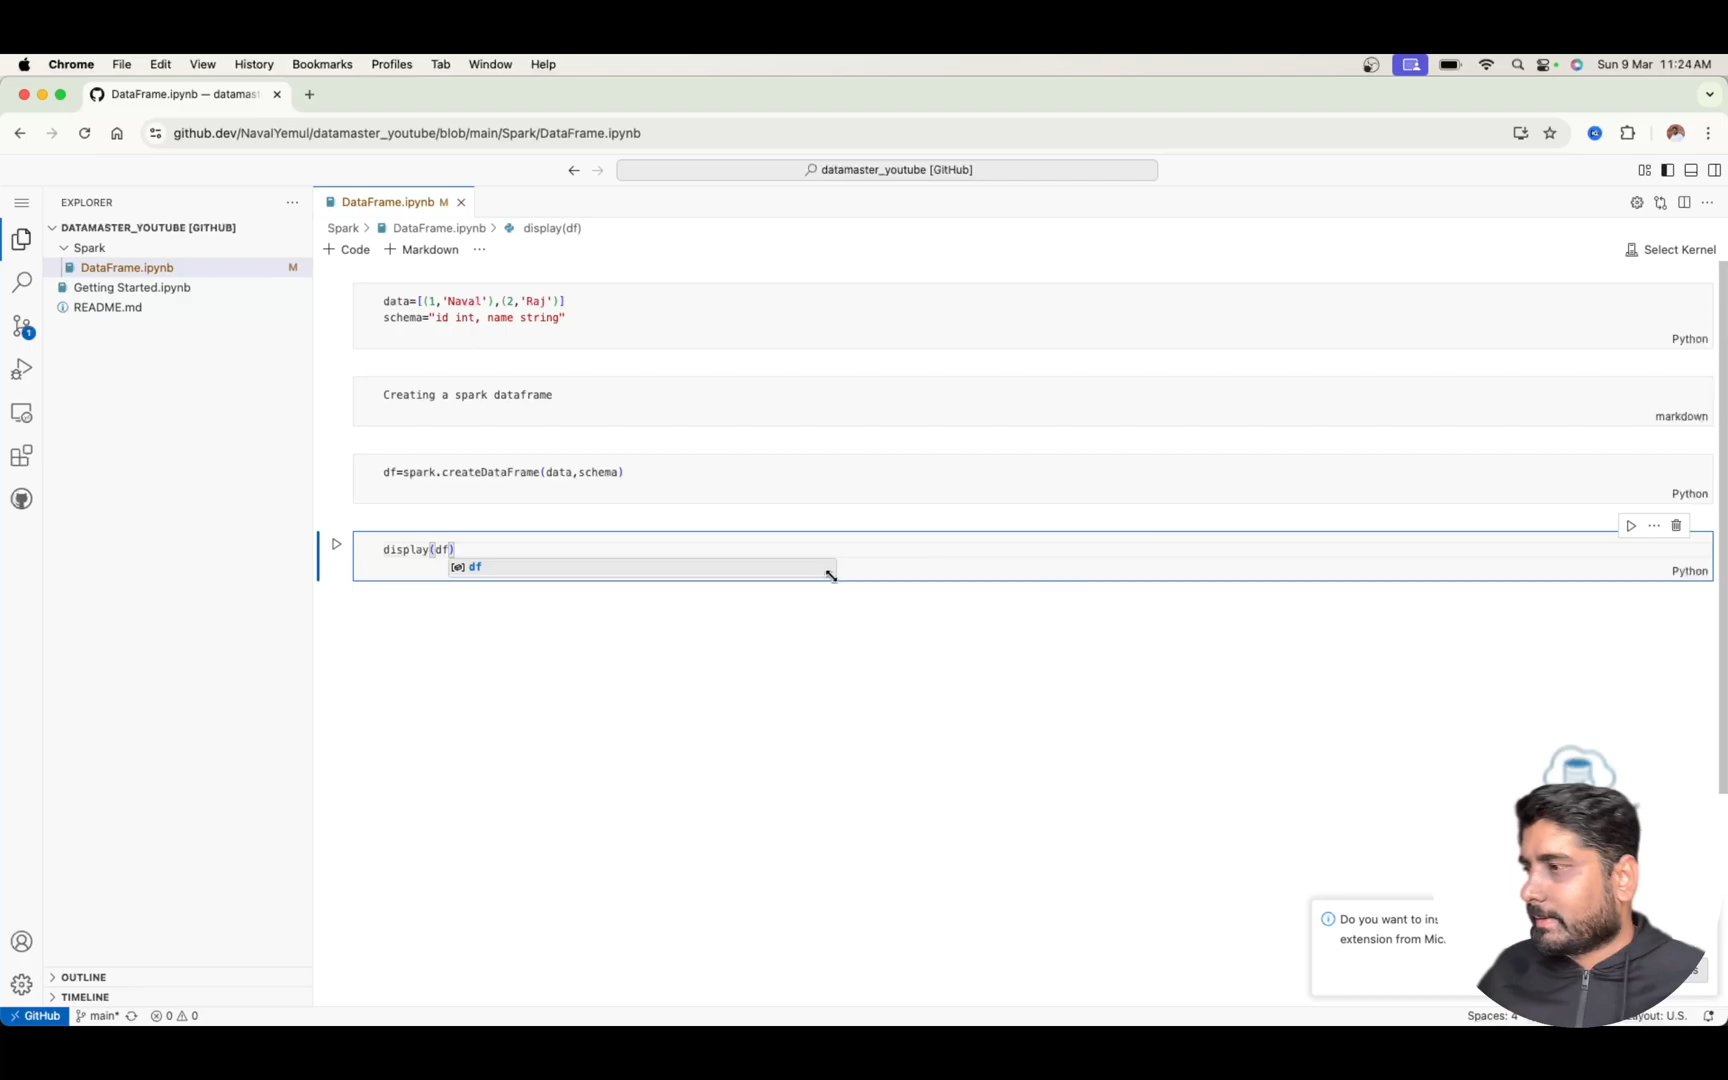 Chrome File Edit View History Bookmarks Profiles Tab Window Help Sun 9 Mar 11:24 AM
DataFrame.ipynb — datamas
github.dev/NavalYemul/datamaster_youtube/blob/main/Spark/DataFrame.ipynb
datamaster_youtube [GitHub]
EXPLORER
DataFrame.ipynb M
DATAMASTER_YOUTUBE [GITHUB]
Spark > DataFrame.ipynb > display(df)
Spark
Code Markdown Select Kernel
DataFrame.ipynb M
Getting Started.ipynb
README.md
data=[(1,'Naval'),(2,'Raj')]
schema="id int, name string"
Python
Creating a spark dataframe
markdown
df=spark.createDataFrame(data,schema)
Python
display(df)
df
Python
1
Do you want to
extension from
OUTLINE
TIMELINE
GitHub main* 0 0 Spaces: 4 U.S.